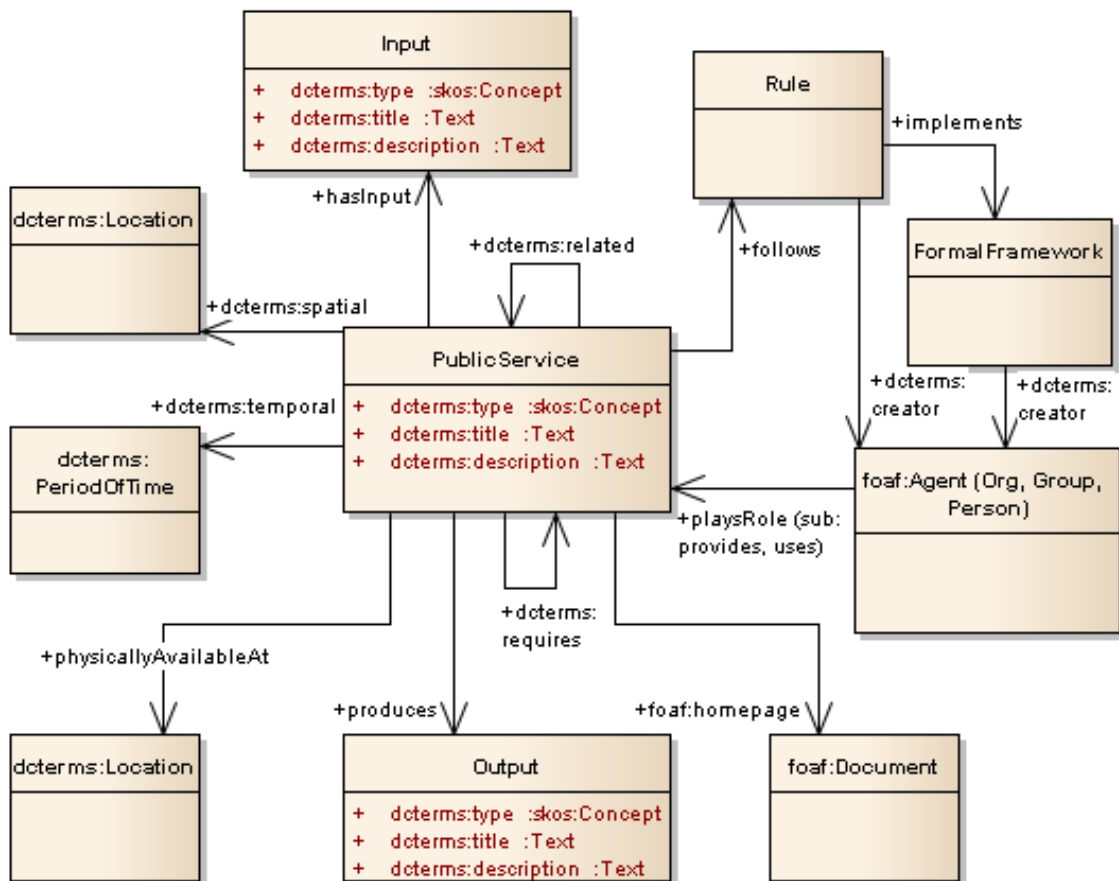 Input
+ dcterms:type :skos:Concept
+ dcterms:title :Text
+ dcterms:description :Text
Rule
+implements
+hasInput
dcterms:Location
+dcterms:related
+follows
FormalFramework
+dcterms:spatial
PublicService
+ dcterms:type :skos:Concept
+ dcterms:title :Text
+ dcterms:description :Text
+dcterms:
creator
+dcterms:
creator
+dcterms:temporal
dcterms:
PeriodOfTime
foaf:Agent (Org, Group,
Person)
+playsRole (sub:
provides, uses)
+dcterms:
requires
+physicallyAvailableAt
+produces
+foaf:homepage
dcterms:Location
Output
+ dcterms:type :skos:Concept
+ dcterms:title :Text
+ dcterms:description :Text
foaf:Document